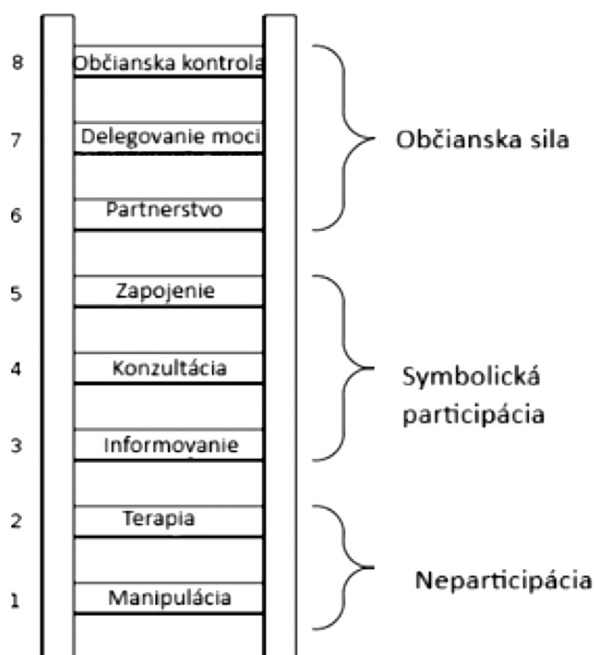 8 Občianska kontrola
7 Delegovanie moci
Občianska sila
6 Partnerstvo
5 Zapojenie
4 Konzultácia
Symbolická
participácia
3 Informovanie
2 Terapia
Neparticipácia
1 Manipulácia